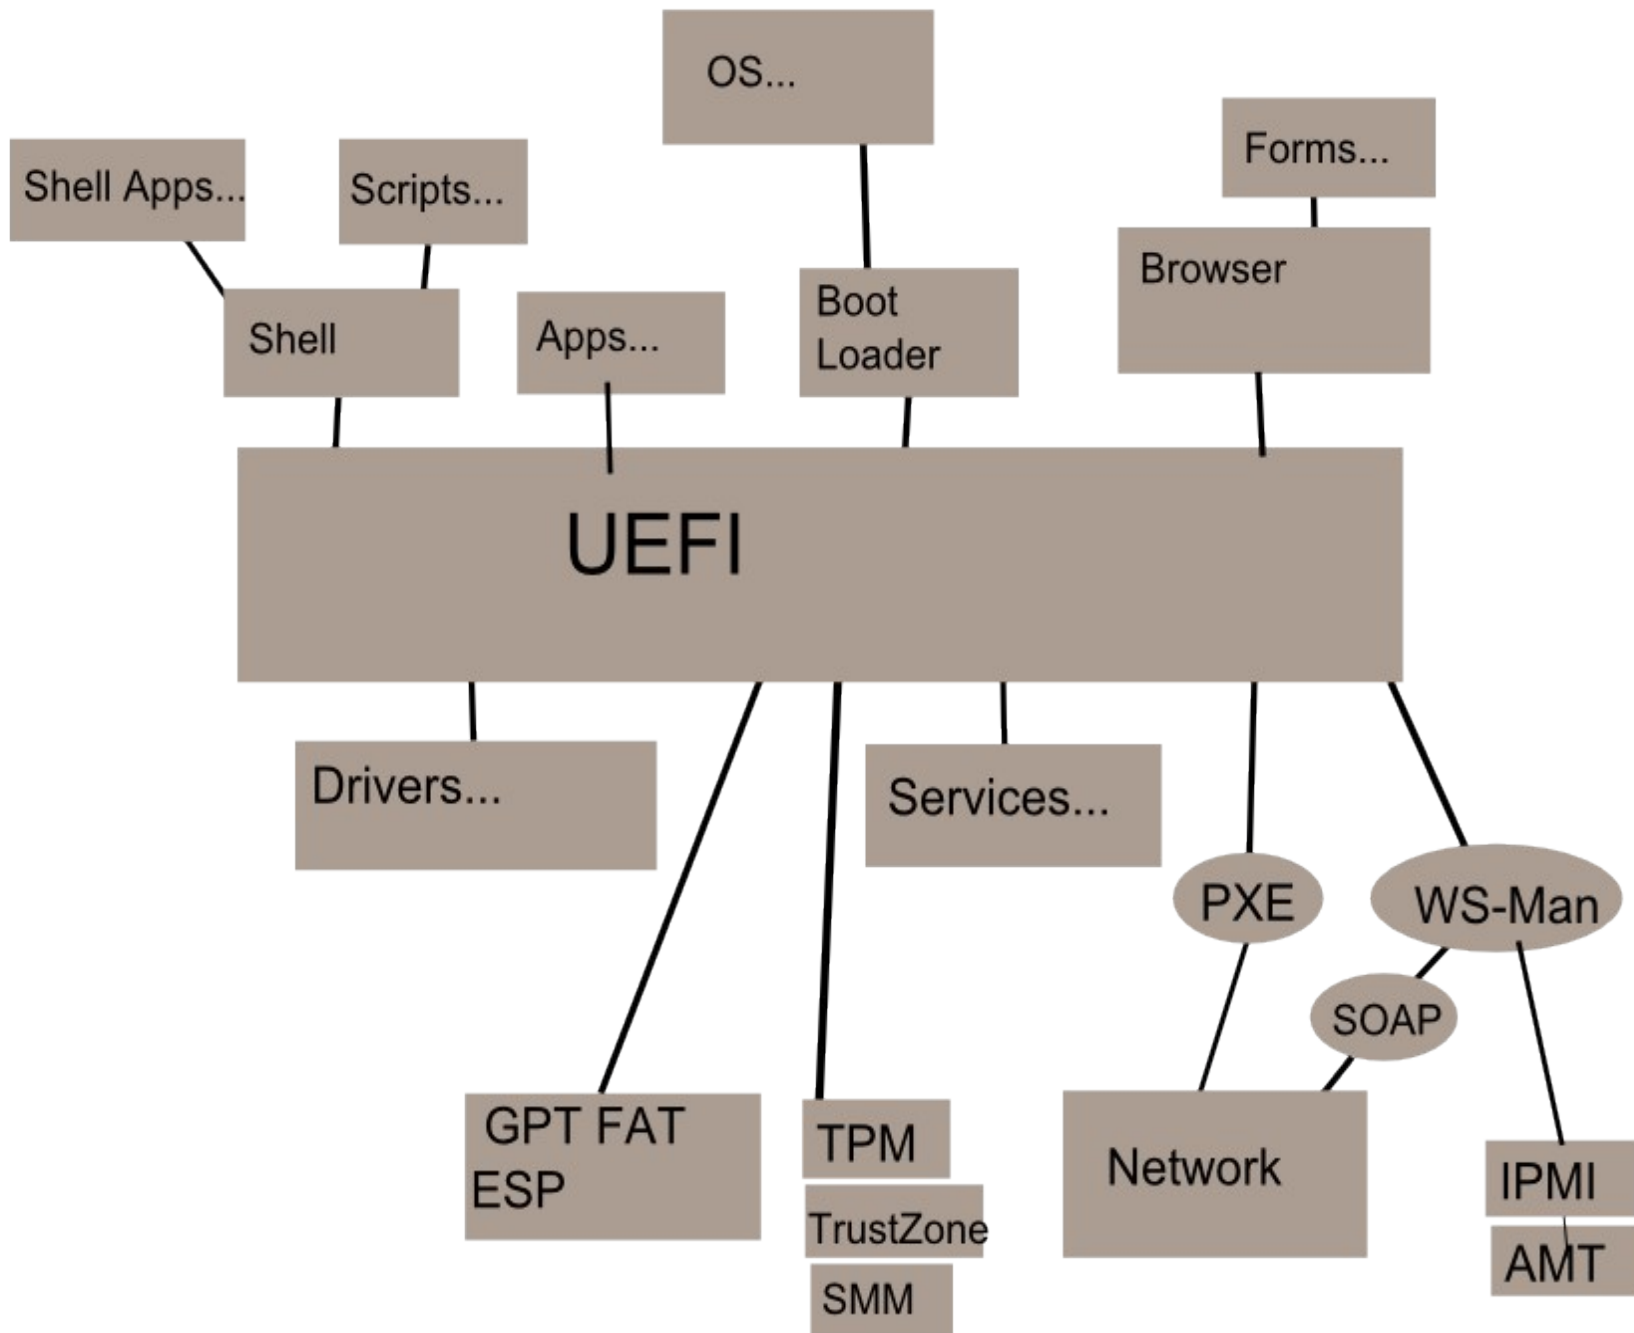 OS...
Forms...
Shell Apps...
Scripts...
Browser
Boot
Loader
Shell
Apps...
UEFI
Drivers...
Services...
PXE
WS-Man
SOAP
GPT FAT
ESP
TPM
Network
IPMI
TrustZone
AMT
SMM